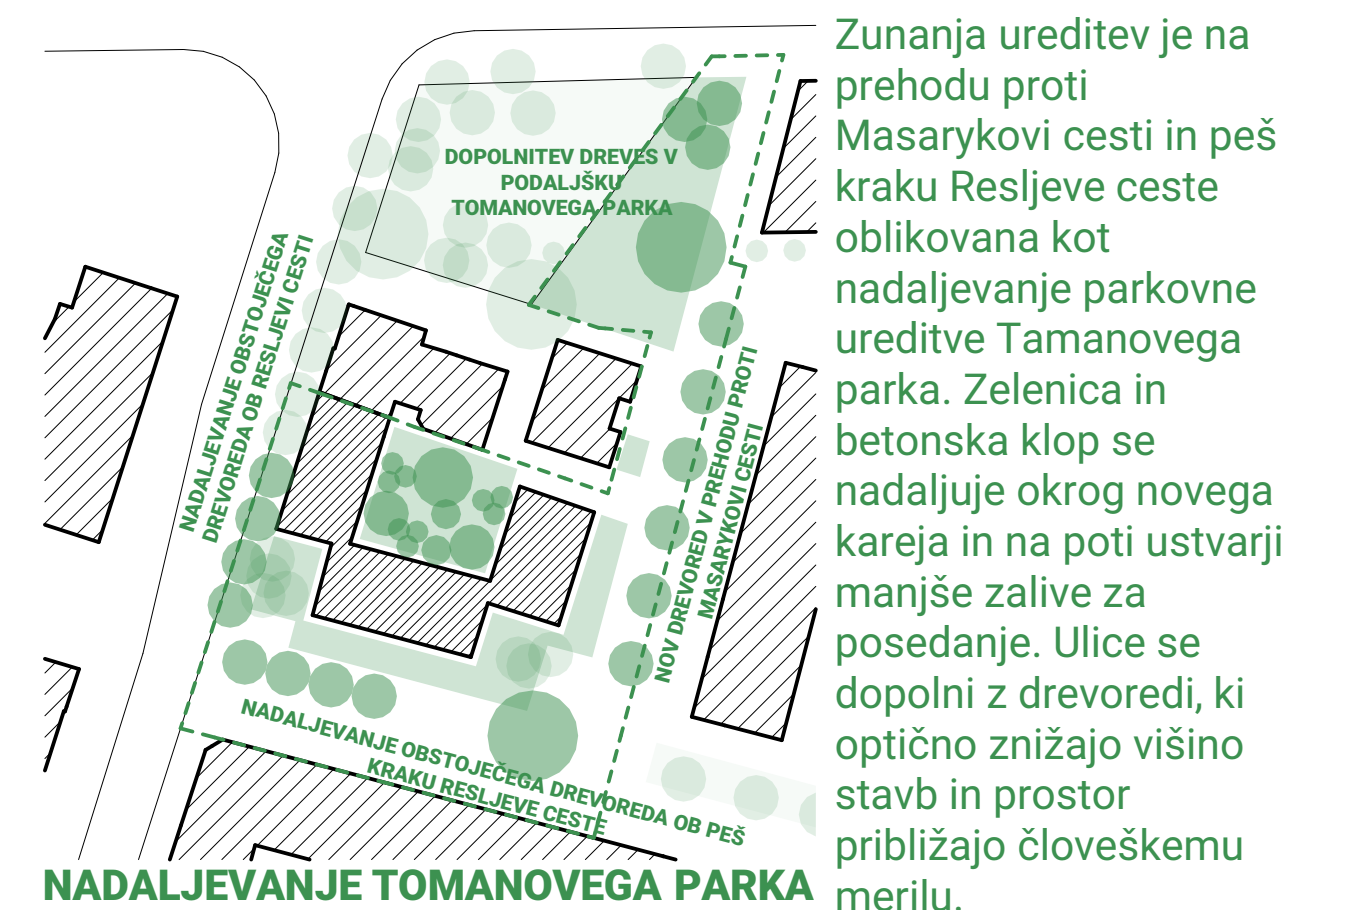 DOPOLNITEV DREVES V
PODALJŠKU
TOMANOVEGA PARKA
NADALJEVANJE OBSTOJEČEGA
DREVOREDA OB RESLJEVI CESTI
NOV DREVORED V PREHODU PROTI
MASARYKOVI CESTI
NADALJEVANJE OBSTOJEČEGA DREVOREDA OB PEŠ
KRAKU RESLJEVE CESTE
NADALJEVANJE TOMANOVEGA PARKA
Zunanja ureditev je na
prehodu proti
Masarykovi cesti in peš
kraku Resljeve ceste
oblikovana kot
nadaljevanje parkovne
ureditve Tamanovega
parka. Zelenica in
betonska klop se
nadaljuje okrog novega
kareja in na poti ustvarji
manjše zalive za
posedanje. Ulice se
dopolni z drevoredi, ki
optično znižajo višino
stavb in prostor
približajo človeškemu
merilu.